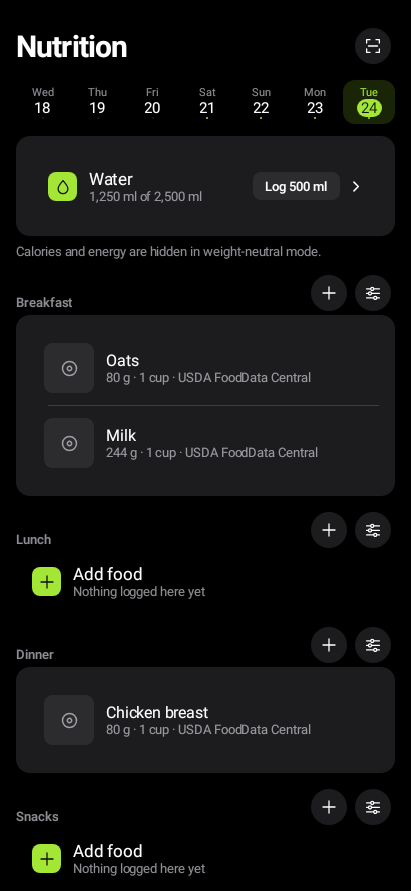 Nutrition
Wed Thu Fri Sat Sun Mon Tue
18 19 20 21 22 23 24
Water
1,250 ml of 2,500 ml
Log 500 ml
Calories and energy are hidden in weight-neutral mode.
Breakfast
Oats
80 g · 1 cup · USDA FoodData Central
Milk
244 g · 1 cup · USDA FoodData Central
Lunch
Add food
Nothing logged here yet
Dinner
Chicken breast
80 g · 1 cup · USDA FoodData Central
Snacks
Add food
Nothing logged here yet